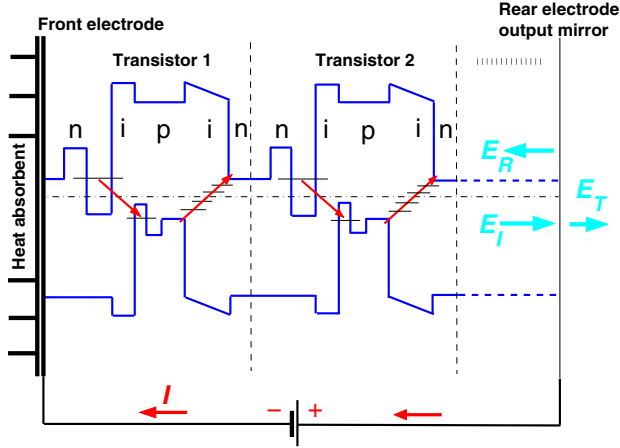 Front electrode
Rear electrode
output mirror
Transistor 1
Transistor 2
n i p i n n i p i n
E_R
E_T
E_I
Heat absorbent
I
− +